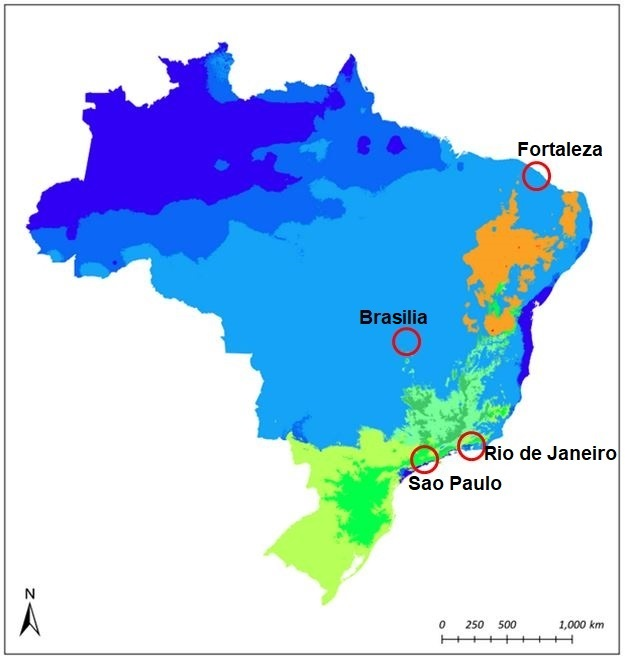 Fortaleza
Brasilia
Rio de Janeiro
Sao Paulo
N
0 250 500 1,000 km